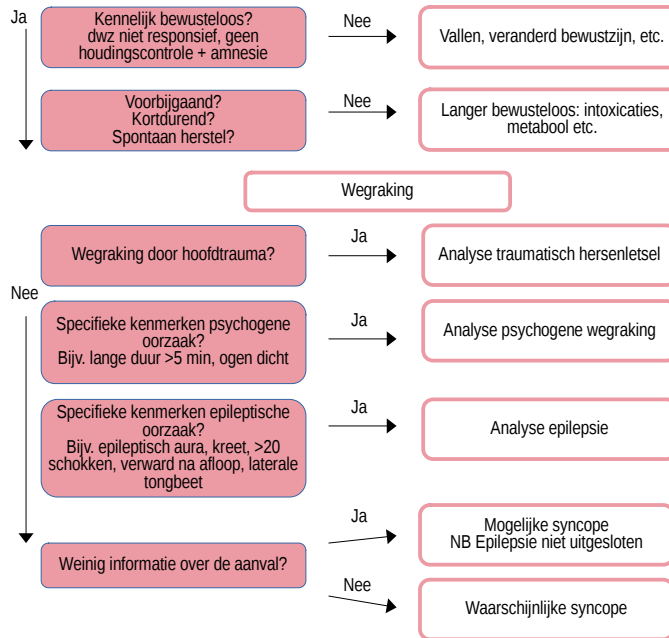 Ja
Kennelijk bewusteloos?
dwz niet responsief, geen
houdingscontrole + amnesie
Nee
Vallen, veranderd bewustzijn, etc.
Voorbijgaand?
Kortdurend?
Spontaan herstel?
Nee
Langer bewusteloos: intoxicaties,
metabool etc.
Wegraking
Wegraking door hoofdtrauma?
Ja
Analyse traumatisch hersenletsel
Nee
Specifieke kenmerken psychogene
oorzaak?
Bijv. lange duur >5 min, ogen dicht
Ja
Analyse psychogene wegraking
Specifieke kenmerken epileptische
oorzaak?
Bijv. epileptisch aura, kreet, >20
schokken, verward na afloop, laterale
tongbeet
Ja
Analyse epilepsie
Weinig informatie over de aanval?
Ja
Mogelijke syncope
NB Epilepsie niet uitgesloten
Nee
Waarschijnlijke syncope